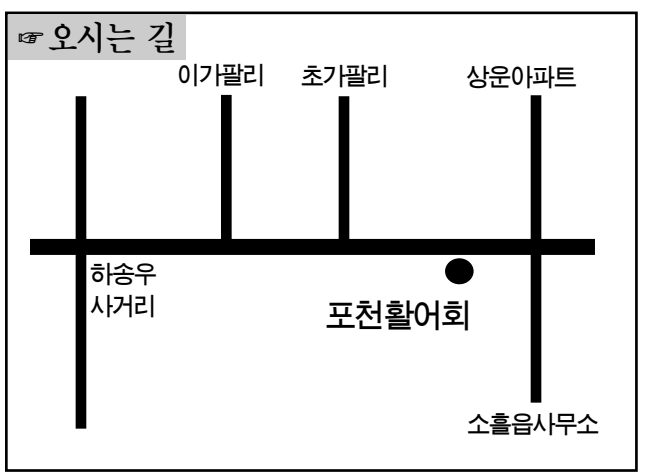 ☞오시는 길
이가팔리
초가팔리
상운아파트
하송우
사거리
포천활어회
소흘읍사무소